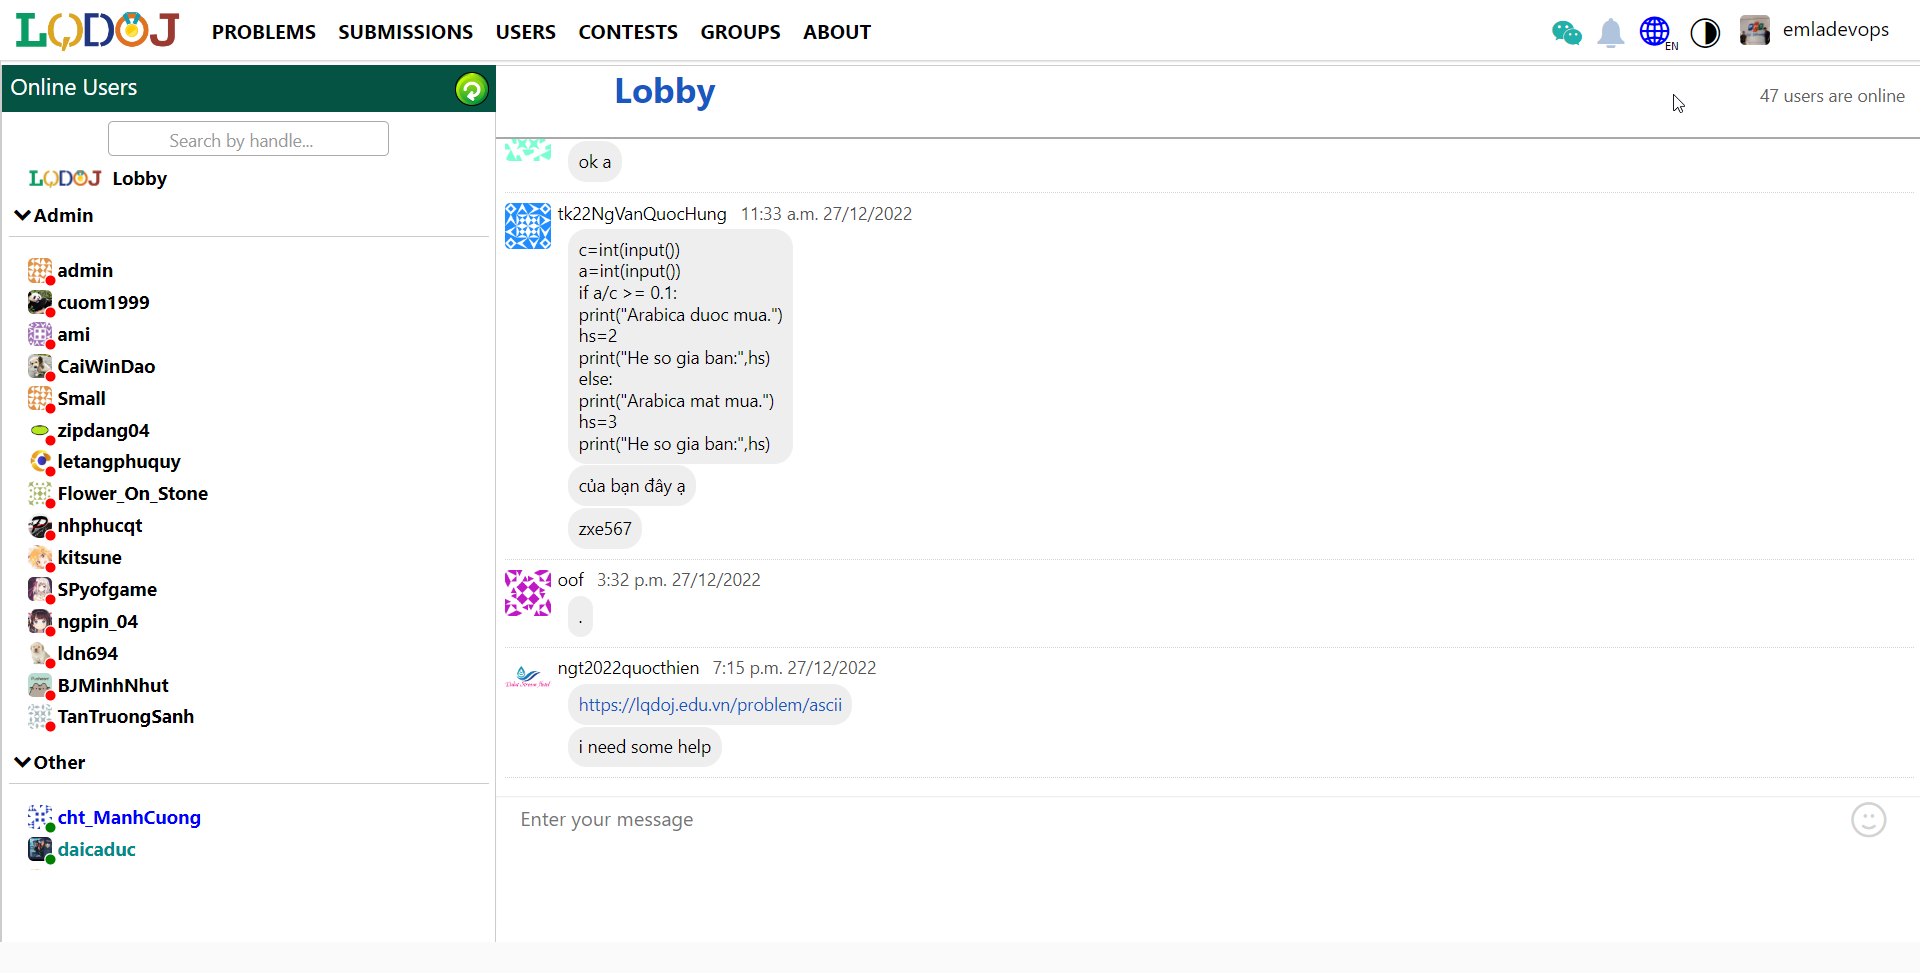 LQDOJ PROBLEMS SUBMISSIONS USERS CONTESTS GROUPS ABOUT EN emladevops
Online Users
Search by handle...
LQDOJ Lobby
Admin
admin
cuom1999
ami
CaiWinDao
Small
zipdang04
letangphuquy
Flower_On_Stone
nhphucqt
kitsune
SPyofgame
ngpin_04
ldn694
BJMinhNhut
TanTruongSanh
Other
cht_ManhCuong
daicaduc
Lobby
47 users are online
ok a
tk22NgVanQuocHung 11:33 a.m. 27/12/2022
c=int(input())
a=int(input())
if a/c >= 0.1:
print("Arabica duoc mua.")
hs=2
print("He so gia ban:",hs)
else:
print("Arabica mat mua.")
hs=3
print("He so gia ban:",hs)
của bạn đây ạ
zxe567
oof 3:32 p.m. 27/12/2022
.
ngt2022quocthien 7:15 p.m. 27/12/2022
https://lqdoj.edu.vn/problem/ascii
i need some help
Enter your message